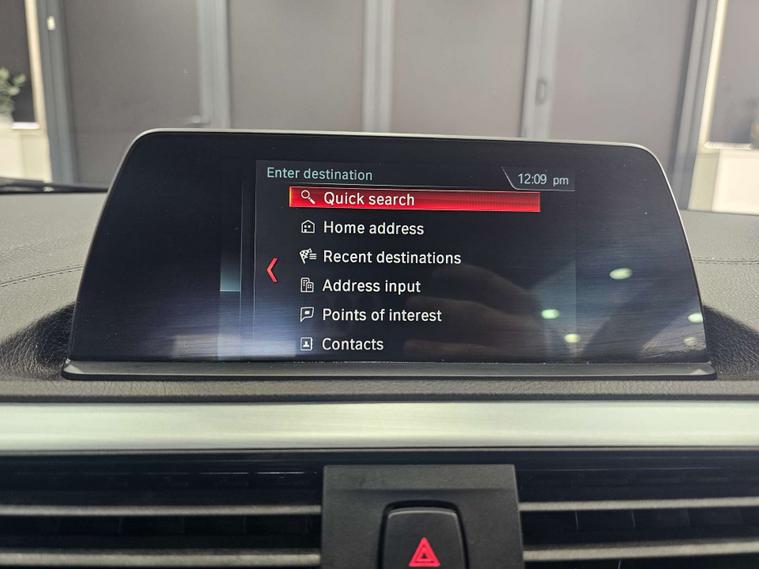 Enter destination
12:09 pm
Quick search
Home address
Recent destinations
Address input
Points of interest
Contacts